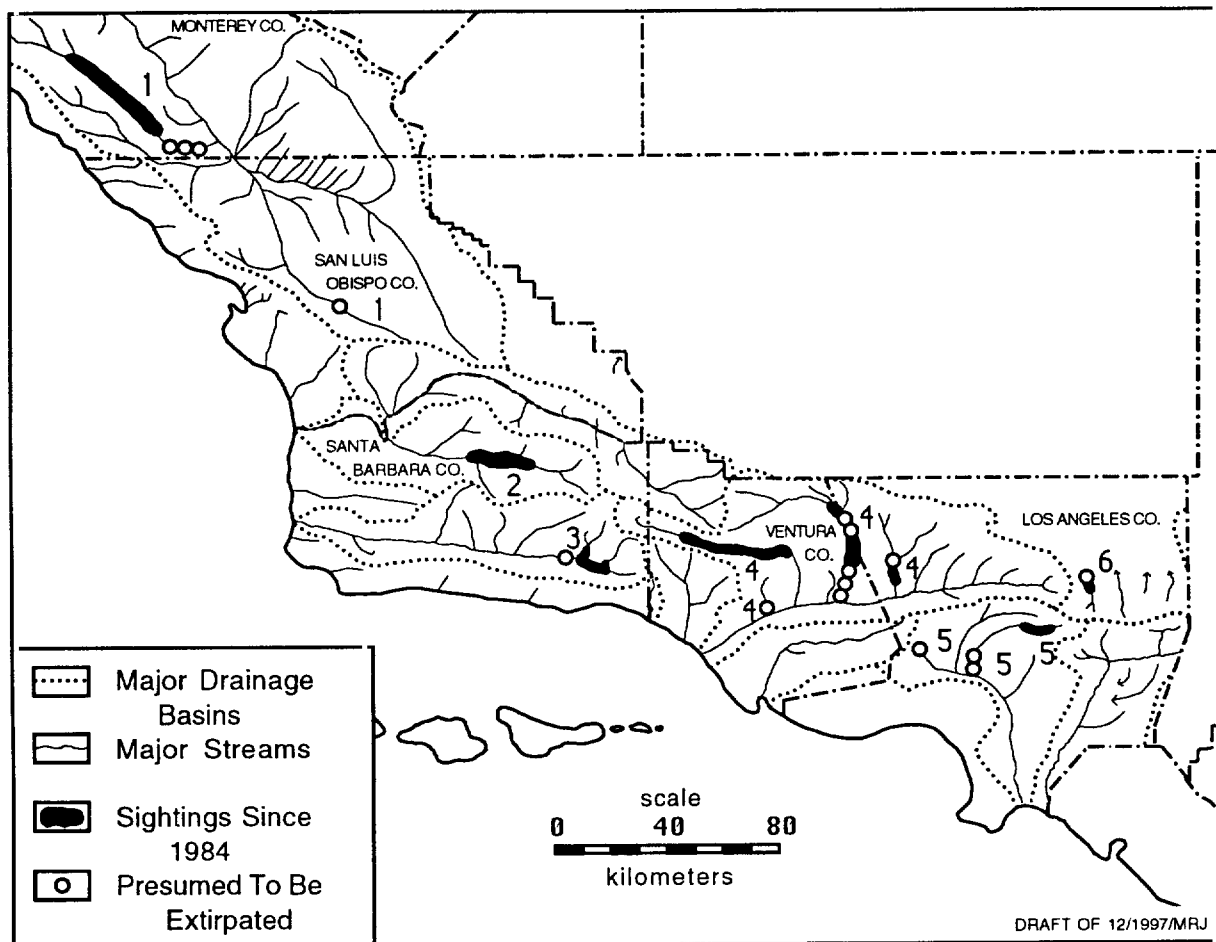 MONTEREY CO.
1
SAN LUIS
OBISPO CO.
1
SANTA
BARBARA CO.
2
3
VENTURA
CO.
4
4
4
4
LOS ANGELES CO.
6
5
5
5
Major Drainage
Basins
Major Streams
Sightings Since
1984
Presumed To Be
Extirpated
scale
0 40 80
kilometers
DRAFT OF 12/1997/MRJ